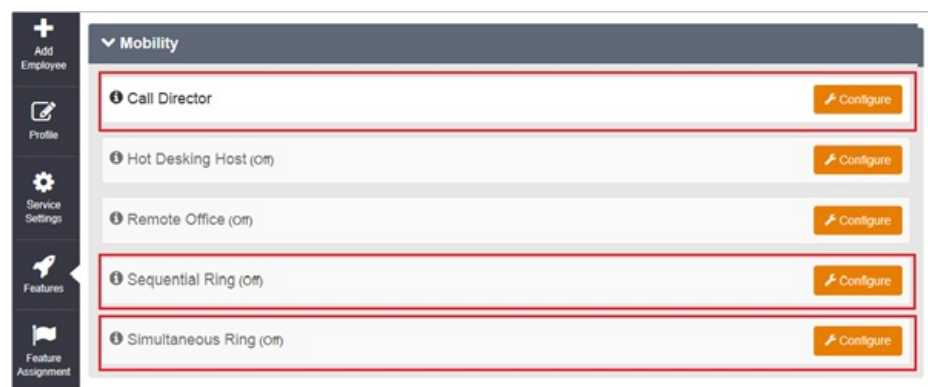 Add
Employee
Profile
Service
Settings
Features
Feature
Assignment
Mobility
Call Director
Configure
Hot Desking Host (Off)
Configure
Remote Office (Off)
Configure
Sequential Ring (Off)
Configure
Simultaneous Ring (Off)
Configure